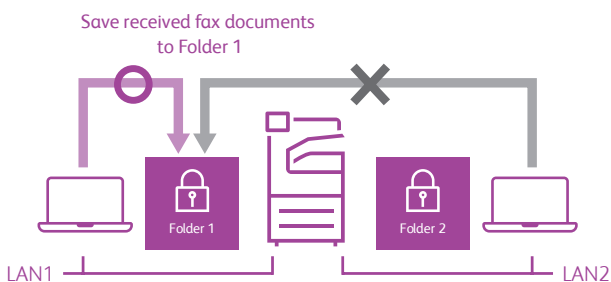 Save received fax documents
to Folder 1
Folder 1
Folder 2
LAN1
LAN2